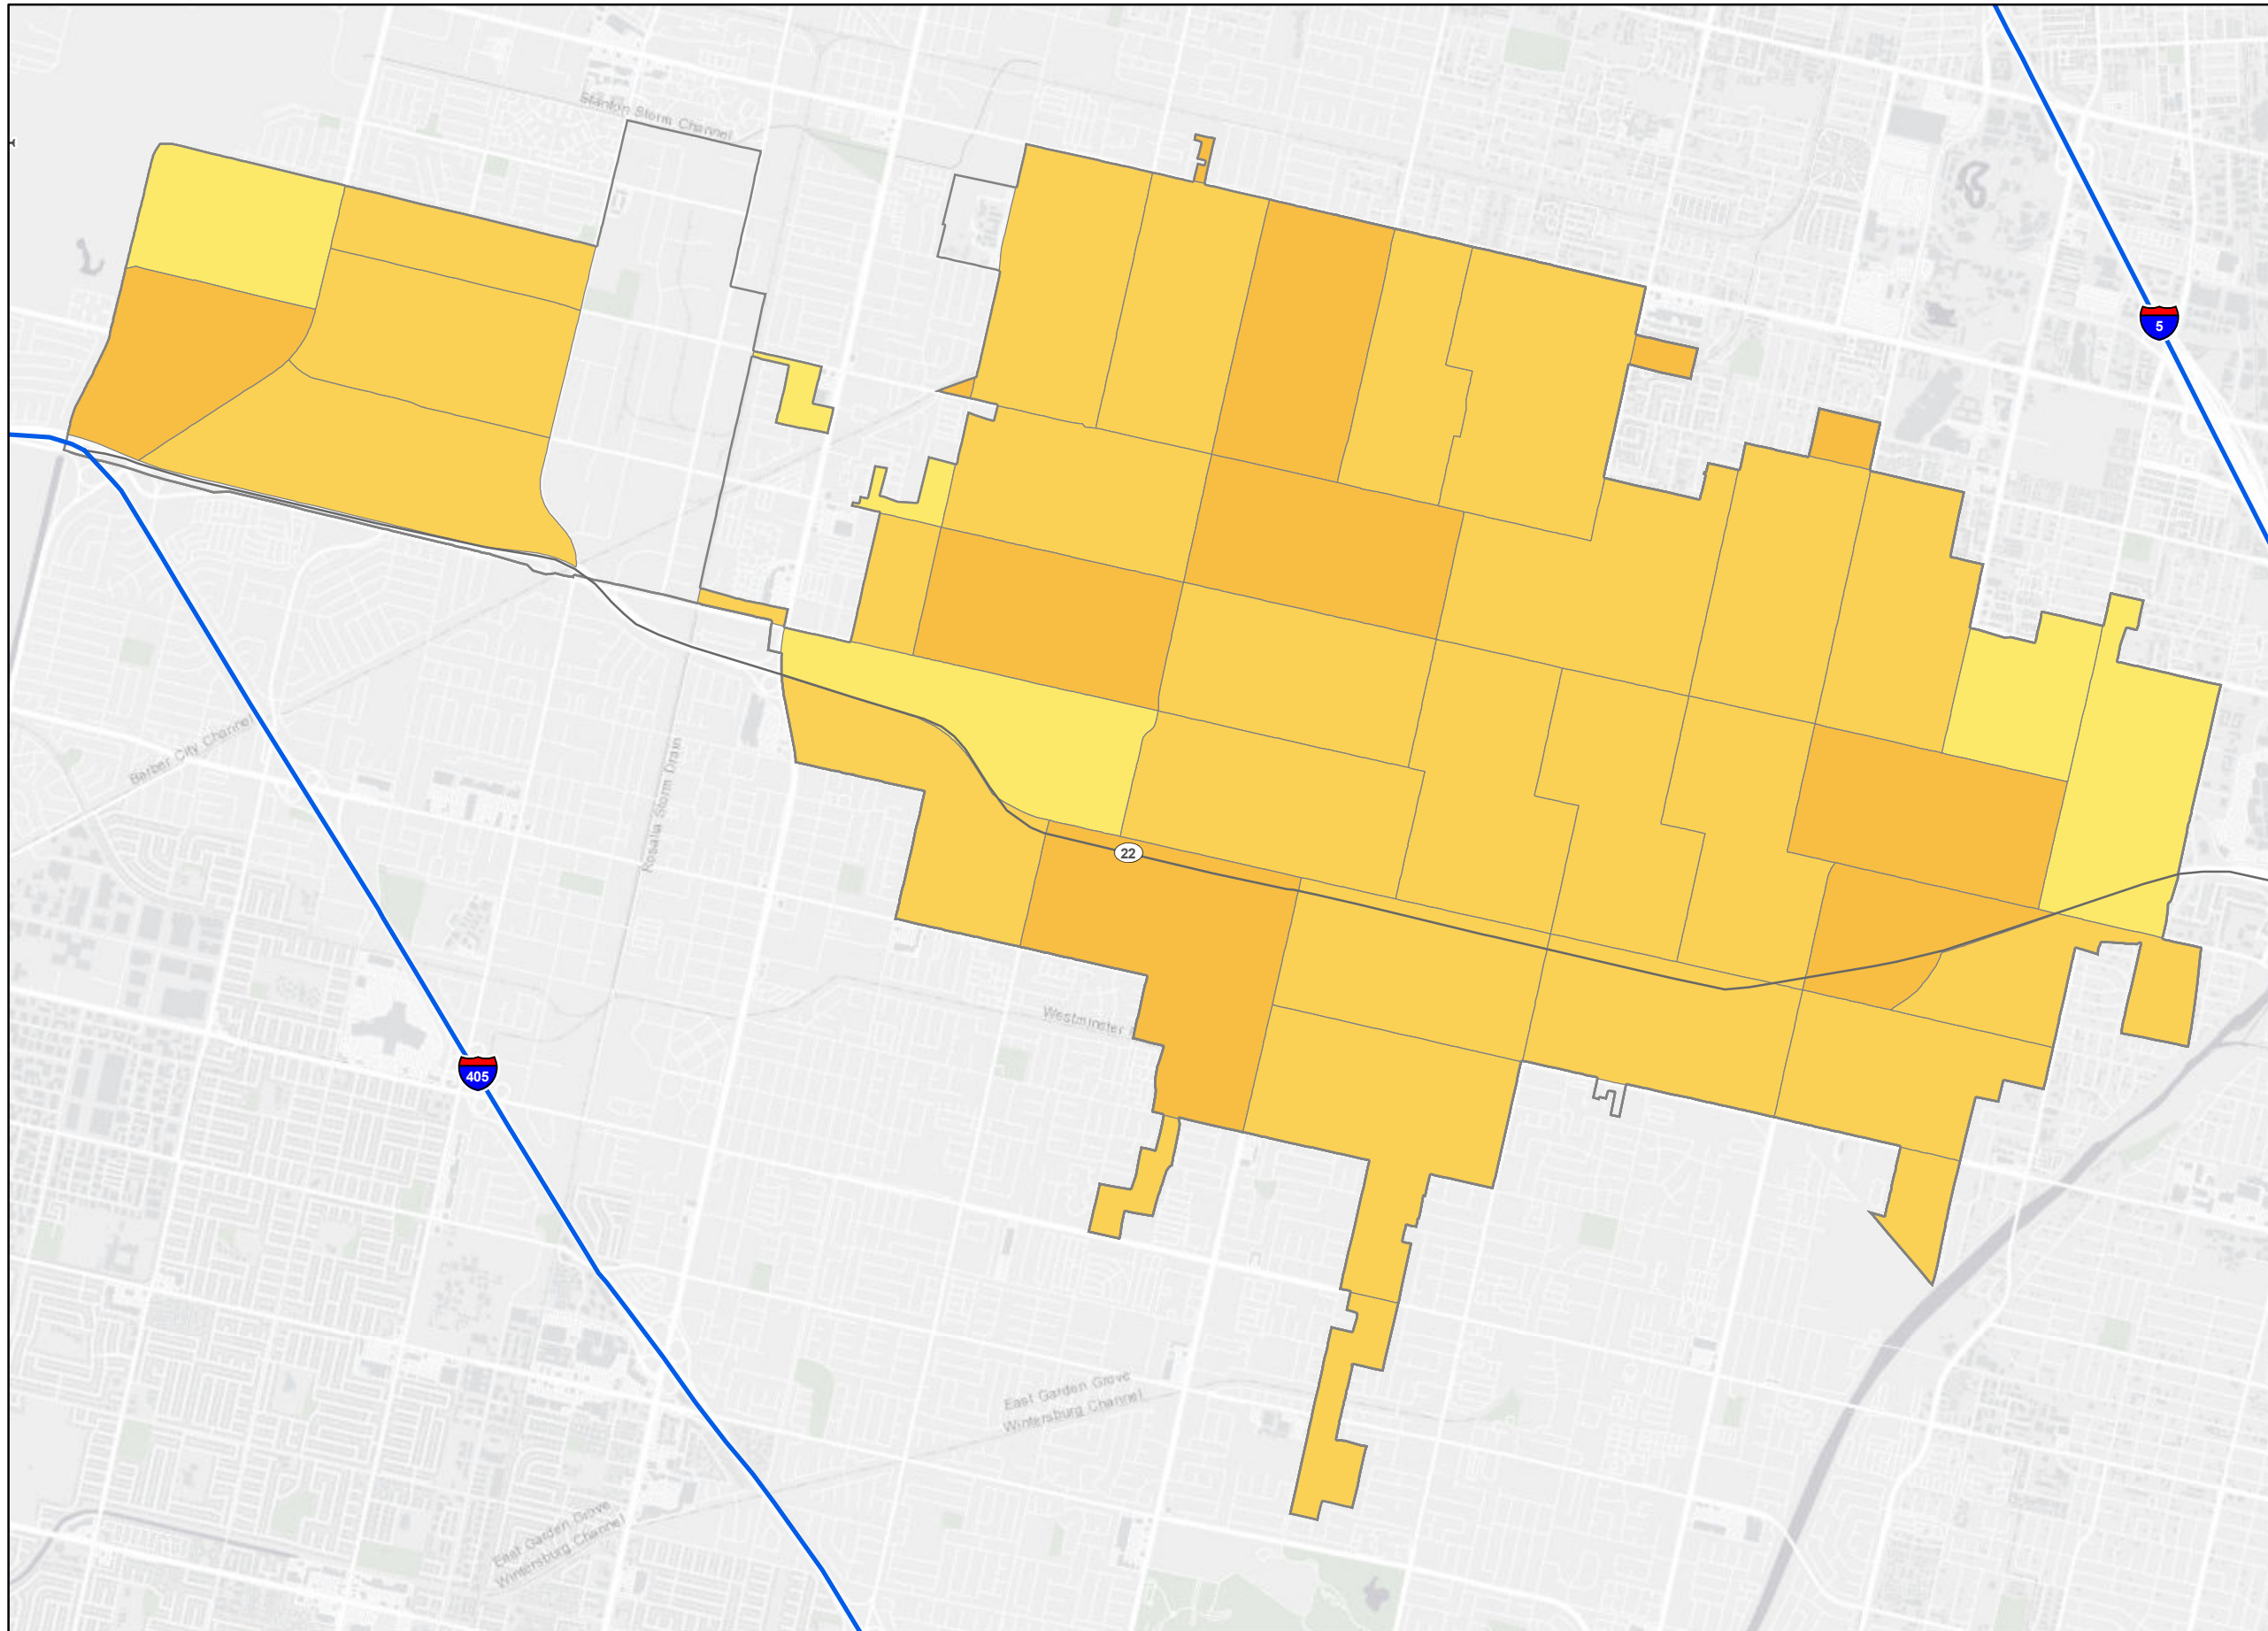 Stanton Storm Channel
5
Barber City Channel
Rosalia Storm Drain
22
Westminster
405
East Garden Grove
Wintersburg Channel
East Garden Grove
Wintersburg Channel